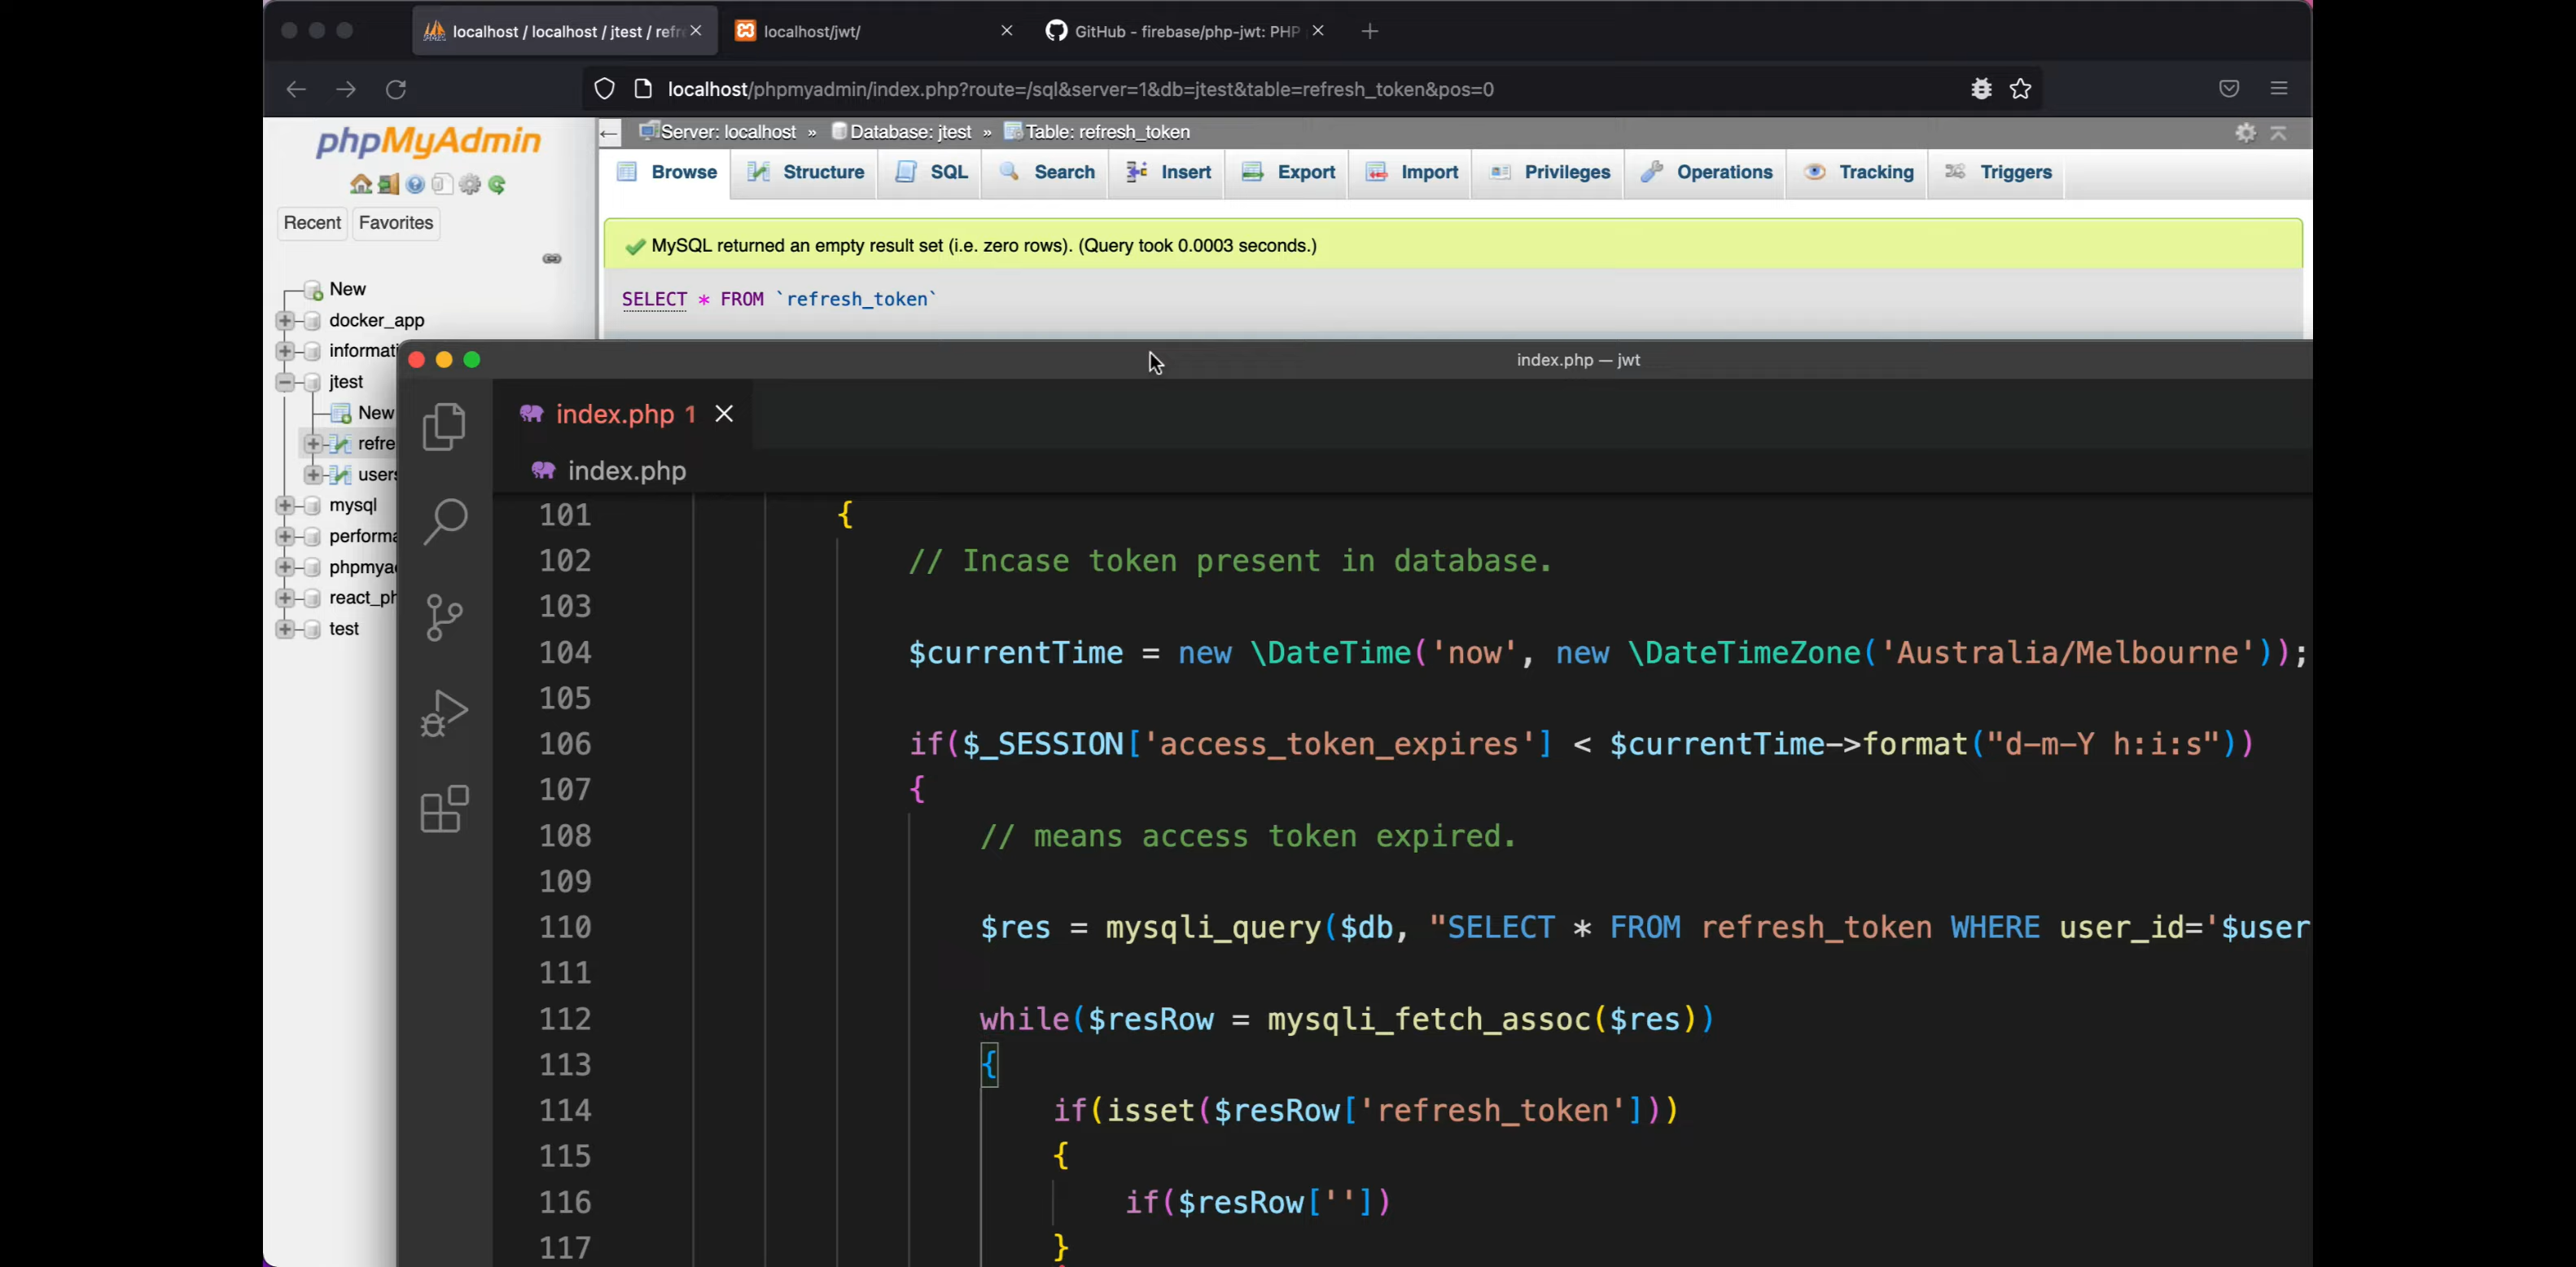 localhost / localhost / jtest / refr
localhost/jwt/
GitHub - firebase/php-jwt: PHP
localhost/phpmyadmin/index.php?route=/sql&server=1&db=jtest&table=refresh_token&pos=0
phpMyAdmin
Server: localhost » Database: jtest » Table: refresh_token
Browse Structure SQL Search Insert Export Import Privileges Operations Tracking Triggers
Recent Favorites
MySQL returned an empty result set (i.e. zero rows). (Query took 0.0003 seconds.)
SELECT * FROM `refresh_token`
New
docker_app
informati
jtest
New
refre
users
mysql
performa
phpmyad
react_ph
test
index.php — jwt
index.php 1
index.php
101 {
102 // Incase token present in database.
103
104 $currentTime = new \DateTime('now', new \DateTimeZone('Australia/Melbourne'));
105
106 if($_SESSION['access_token_expires'] < $currentTime->format("d-m-Y h:i:s"))
107 {
108 // means access token expired.
109
110 $res = mysqli_query($db, "SELECT * FROM refresh_token WHERE user_id='$user
111
112 while($resRow = mysqli_fetch_assoc($res))
113 {
114 if(isset($resRow['refresh_token']))
115 {
116 if($resRow[''])
117 }